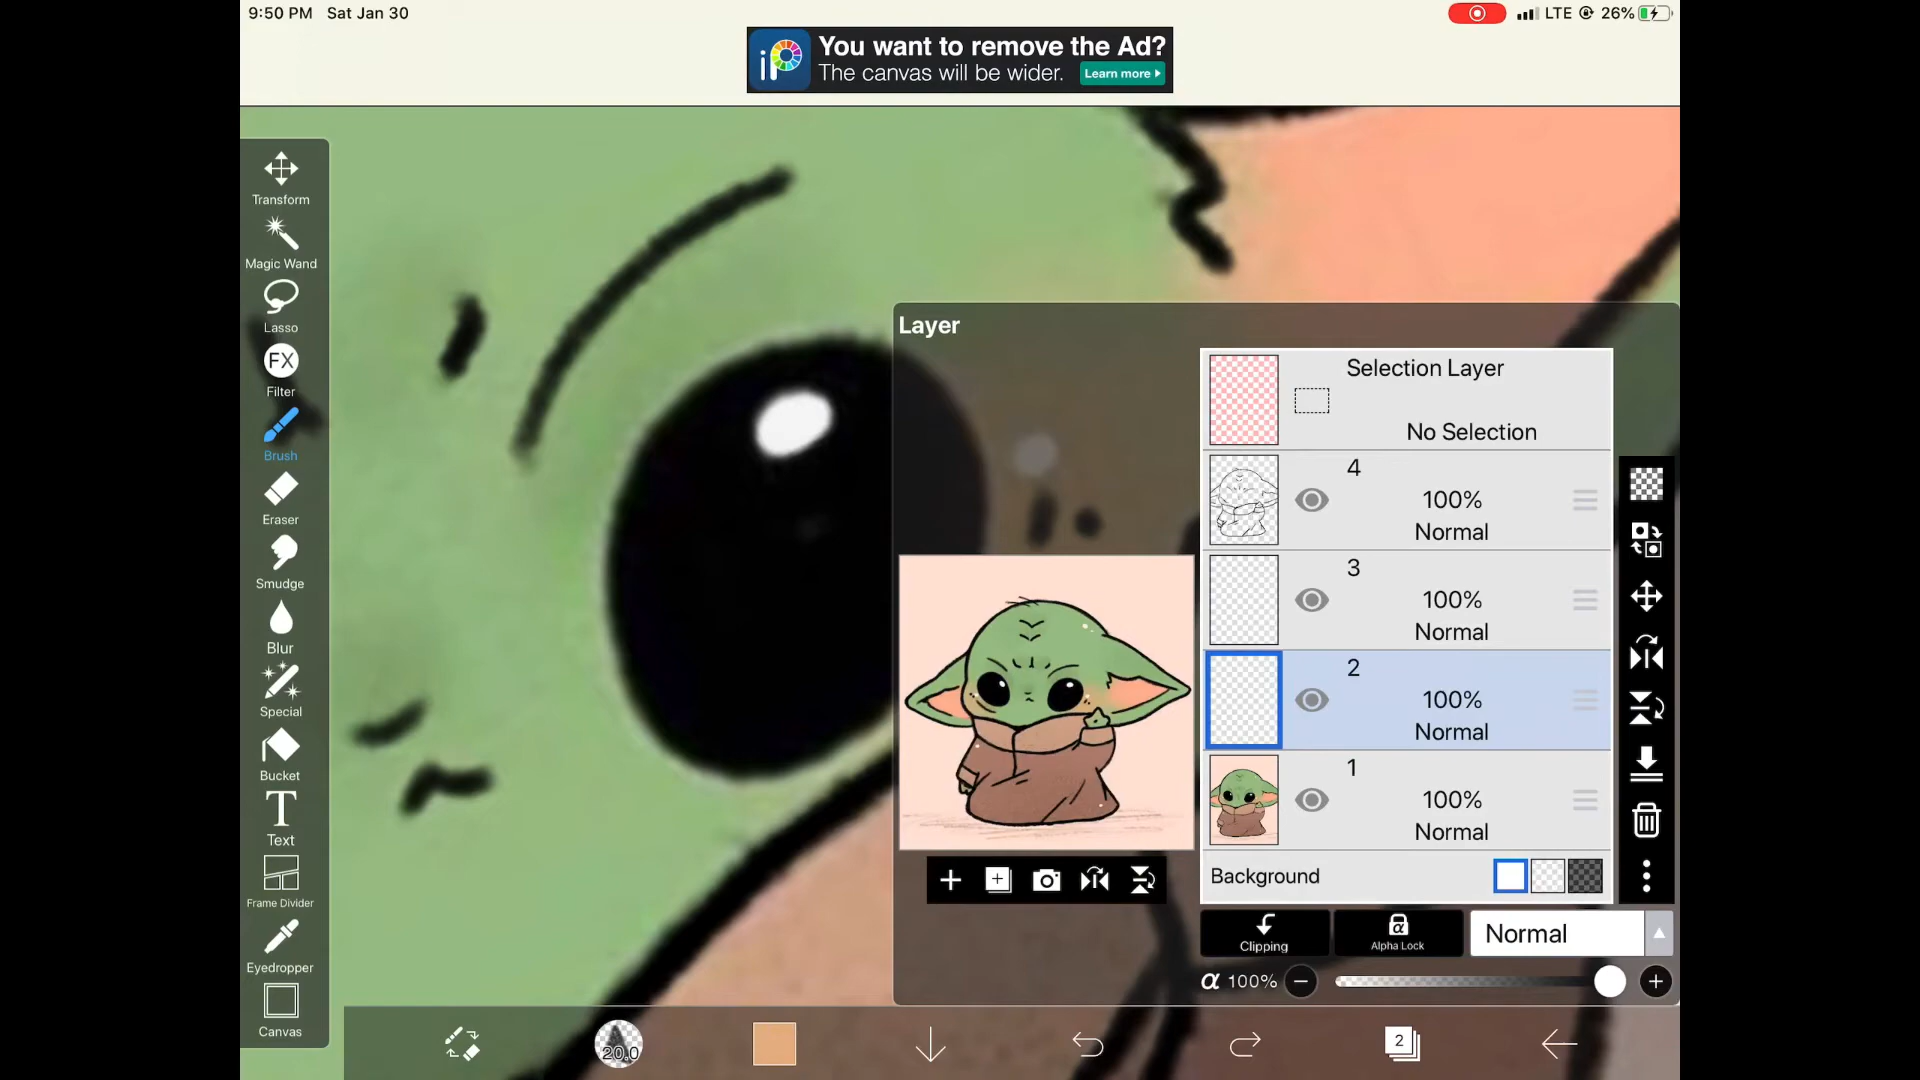 9:50 PM Sat Jan 30
LTE 26%
iP
You want to remove the Ad?
The canvas will be wider. Learn more
Transform
Magic Wand
Lasso
FX
Filter
Brush
Eraser
Smudge
Blur
Special
Bucket
T
Text
Frame Divider
Eyedropper
Canvas
Layer
Selection Layer
No Selection
4
100%
Normal
3
100%
Normal
2
100%
Normal
1
100%
Normal
Background
Clipping
α
Alpha Lock
Normal
α 100%
20.0
2